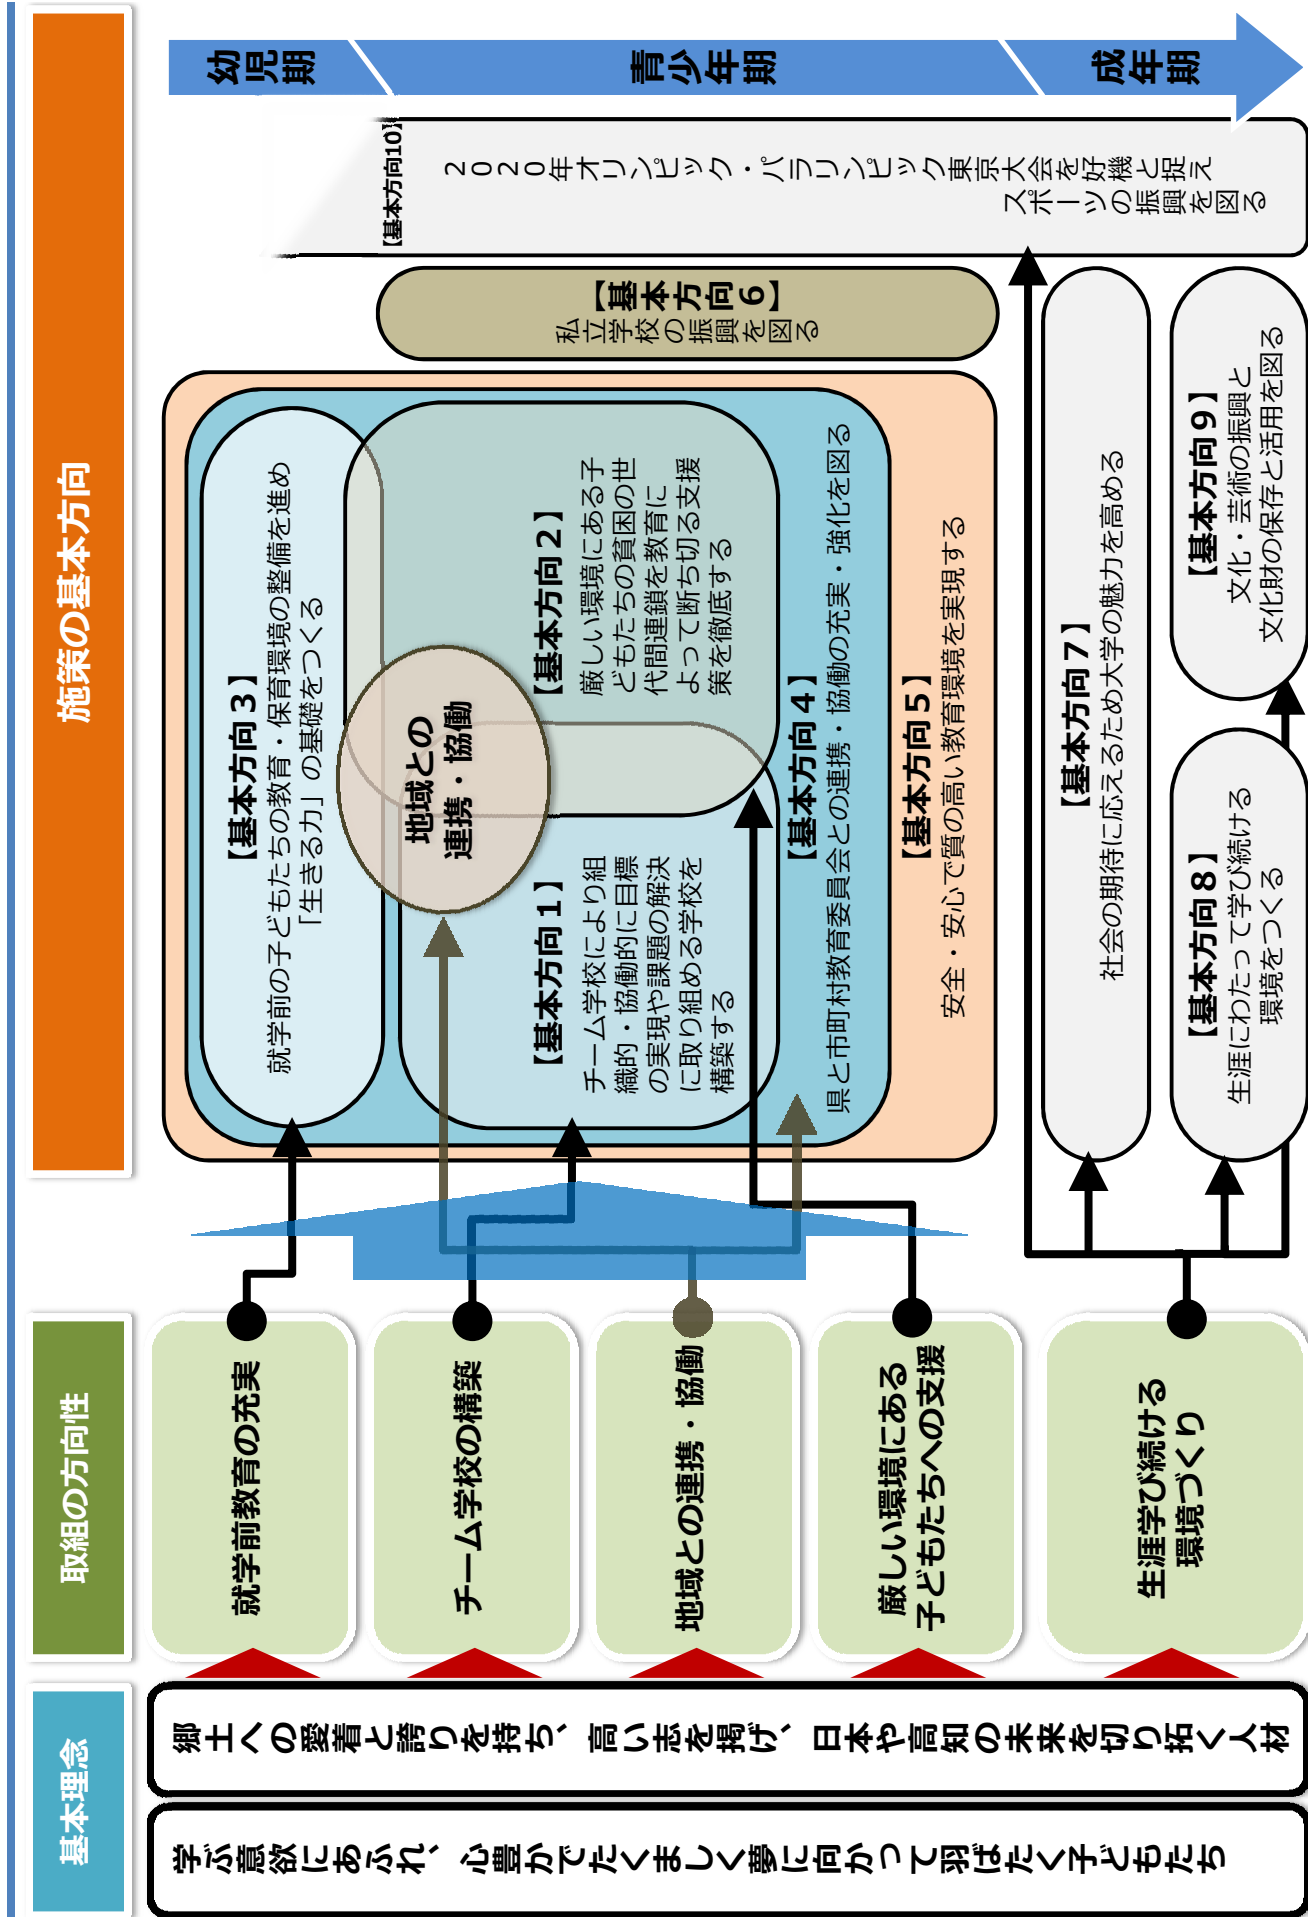 基本理念
学ぶ意欲にあふれ、心豊かでたくましく夢に向かって羽ばたく子どもたち
郷土への愛着と誇りを持ち、高い志を掲げ、日本や高知の未来を切り拓く人材
取組の方向性
就学前教育の充実
チーム学校の構築
地域との連携・協働
厳しい環境にある
子どもたちへの支援
生涯学び続ける
環境づくり
施策の基本方向
【基本方向3】
就学前の子どもたちの教育・保育環境の整備を進め
「生きる力」の基礎をつくる
地域との
連携・協働
【基本方向1】
チーム学校により組
織的・協働的に目標
の実現や課題の解決
に取り組める学校を
構築する
【基本方向2】
厳しい環境にある子
どもたちの貧困の世
代間連鎖を教育に
よって断ち切る支援
策を徹底する
【基本方向4】
県と市町村教育委員会との連携・協働の充実・強化を図る
【基本方向5】
安全・安心で質の高い教育環境を実現する
【基本方向6】
私立学校の振興を図る
【基本方向7】
社会の期待に応えるため大学の魅力を高める
【基本方向8】
生涯にわたって学び続ける
環境をつくる
【基本方向9】
文化・芸術の振興と
文化財の保存と活用を図る
【基本方向10】
2020年オリンピック・パラリンピック東京大会を好機と捉え
スポーツの振興を図る
幼児期
青少年期
成年期